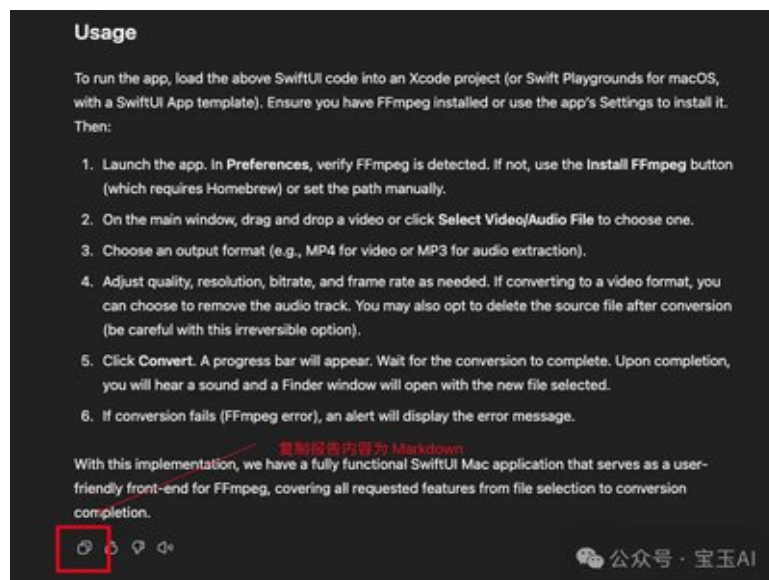 Usage
To run the app, load the above SwiftUI code into an Xcode project (or Swift Playgrounds for macOS,
with a SwiftUI App template). Ensure you have FFmpeg installed or use the app's Settings to install it.
Then:
1. Launch the app. In Preferences, verify FFmpeg is detected. If not, use the Install FFmpeg button
(which requires Homebrew) or set the path manually.
2. On the main window, drag and drop a video or click Select Video/Audio File to choose one.
3. Choose an output format (e.g., MP4 for video or MP3 for audio extraction).
4. Adjust quality, resolution, bitrate, and frame rate as needed. If converting to a video format, you
can choose to remove the audio track. You may also opt to delete the source file after conversion
(be careful with this irreversible option).
5. Click Convert. A progress bar will appear. Wait for the conversion to complete. Upon completion,
you will hear a sound and a Finder window will open with the new file selected.
6. If conversion fails (FFmpeg error), an alert will display the error message.
复制报告内容为 Markdown
With this implementation, we have a fully functional SwiftUI Mac application that serves as a user-
friendly front-end for FFmpeg, covering all requested features from file selection to conversion
completion.
公众号 · 宝玉AI